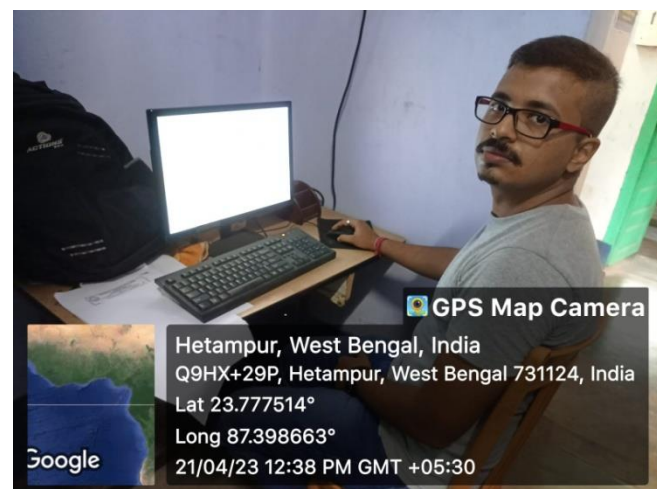 ACTION
GPS Map Camera
Hetampur, West Bengal, India
Q9HX+29P, Hetampur, West Bengal 731124, India
Lat 23.777514°
Long 87.398663°
21/04/23 12:38 PM GMT +05:30
Google